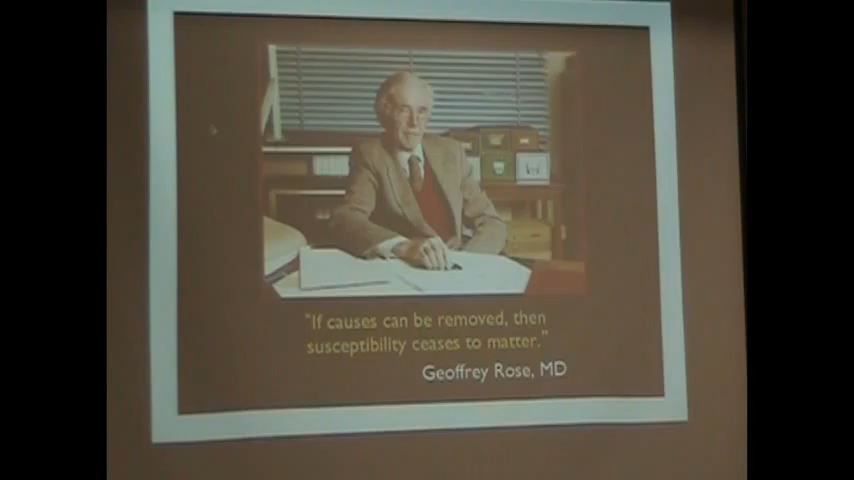 "If causes can be removed, then
susceptibility ceases to matter."
Geoffrey Rose, MD